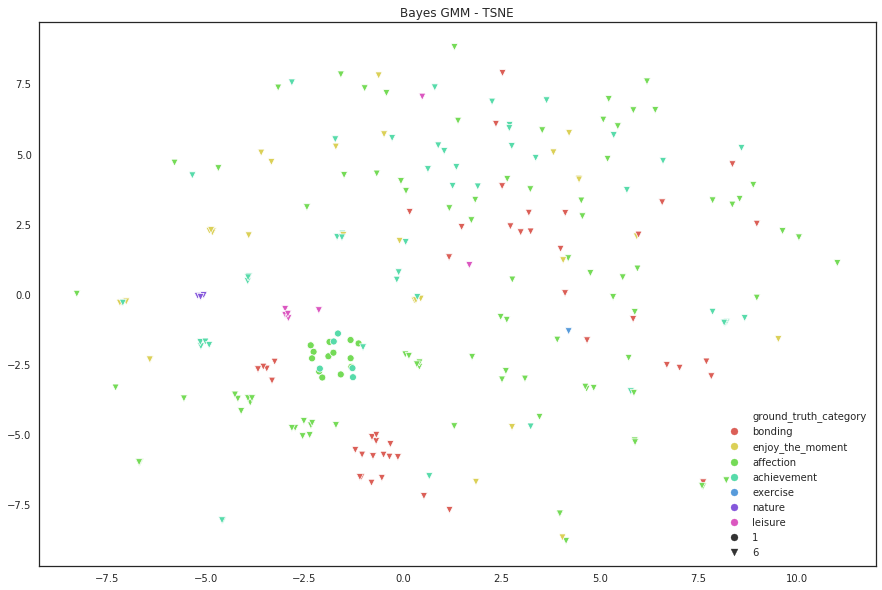 Bayes GMM - TSNE
7.5
5.0
2.5
0.0
−2.5
−5.0
−7.5
−7.5
−5.0
−2.5
0.0
2.5
5.0
7.5
10.0
ground_truth_category
bonding
enjoy_the_moment
affection
achievement
exercise
nature
leisure
1
6